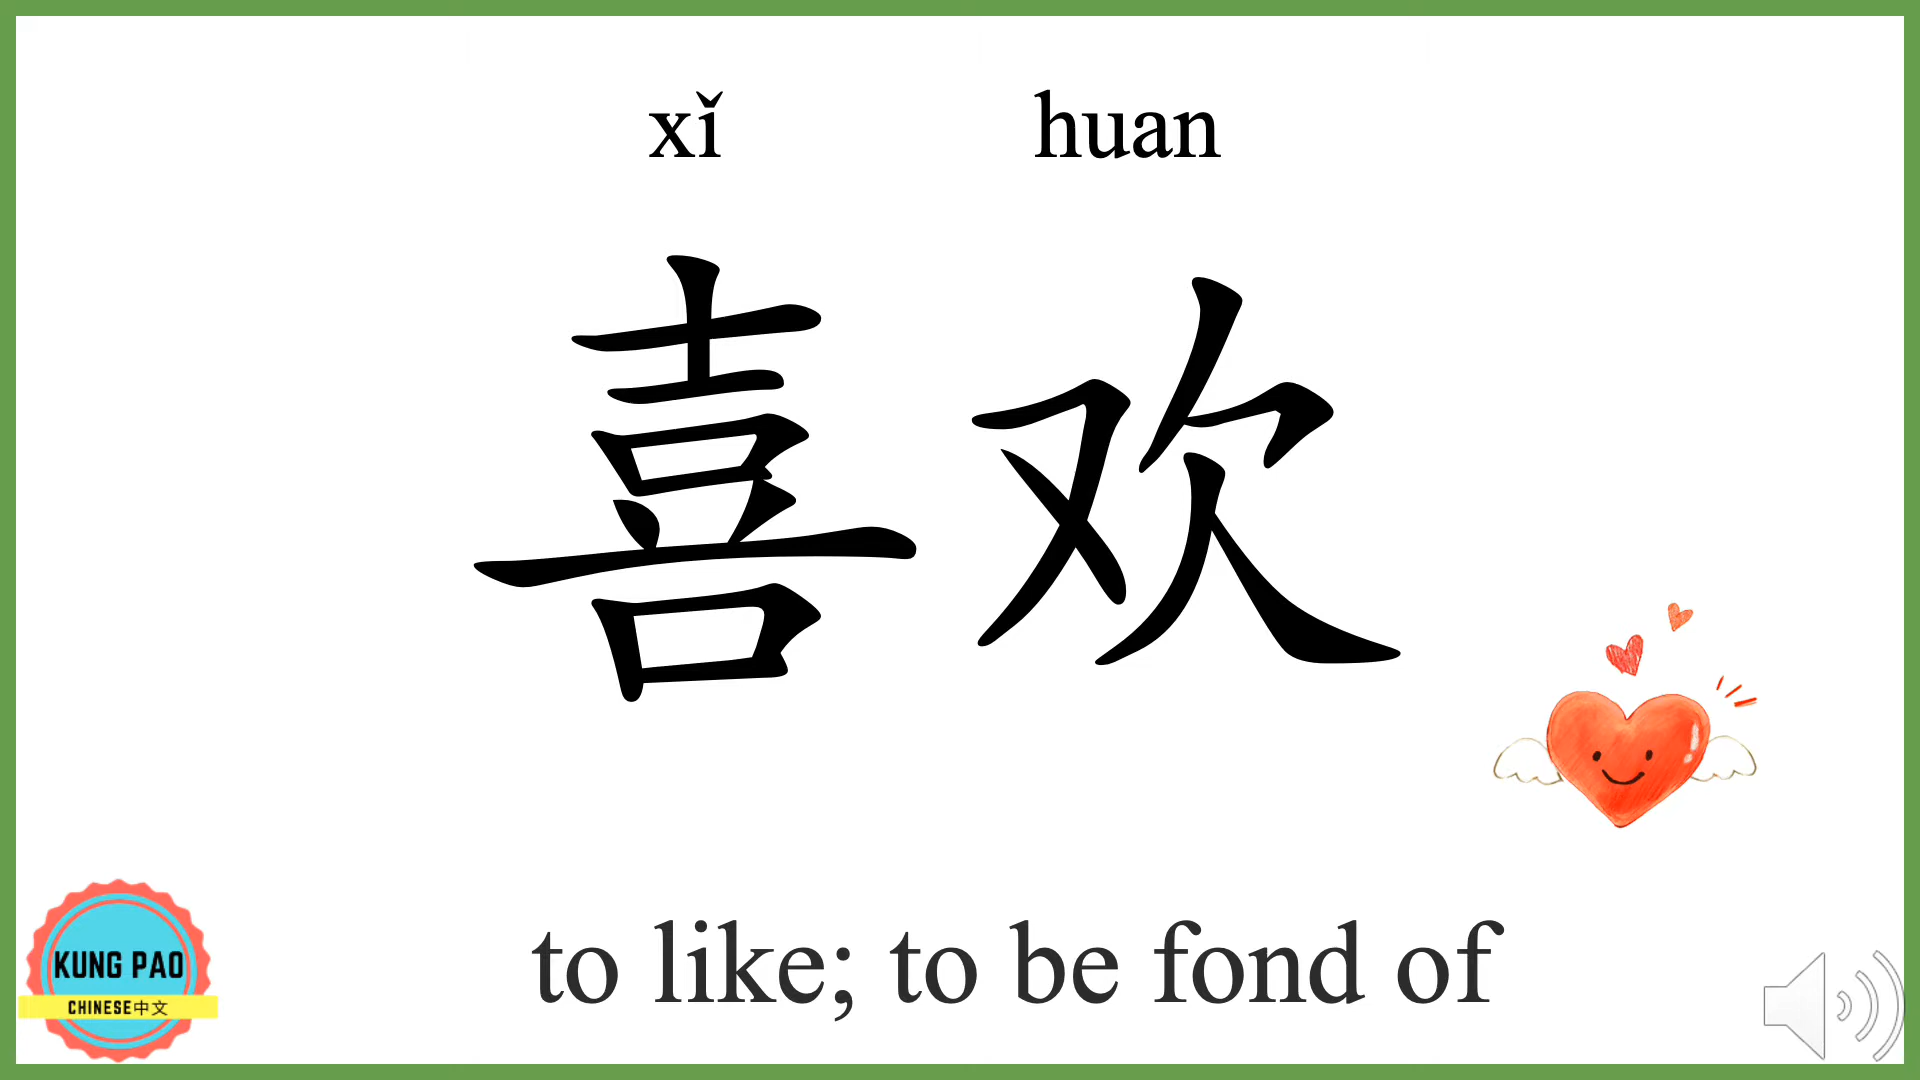 xǐ huan
喜欢
to like; to be fond of
KUNG PAO
CHINESE中文